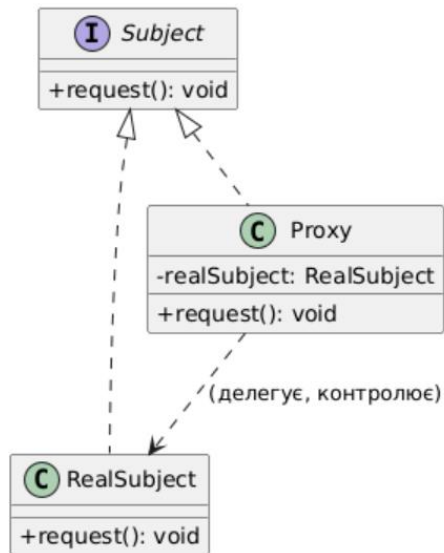 I Subject
+request(): void
C Proxy
-realSubject: RealSubject
+request(): void
(делегує, контролює)
C RealSubject
+request(): void